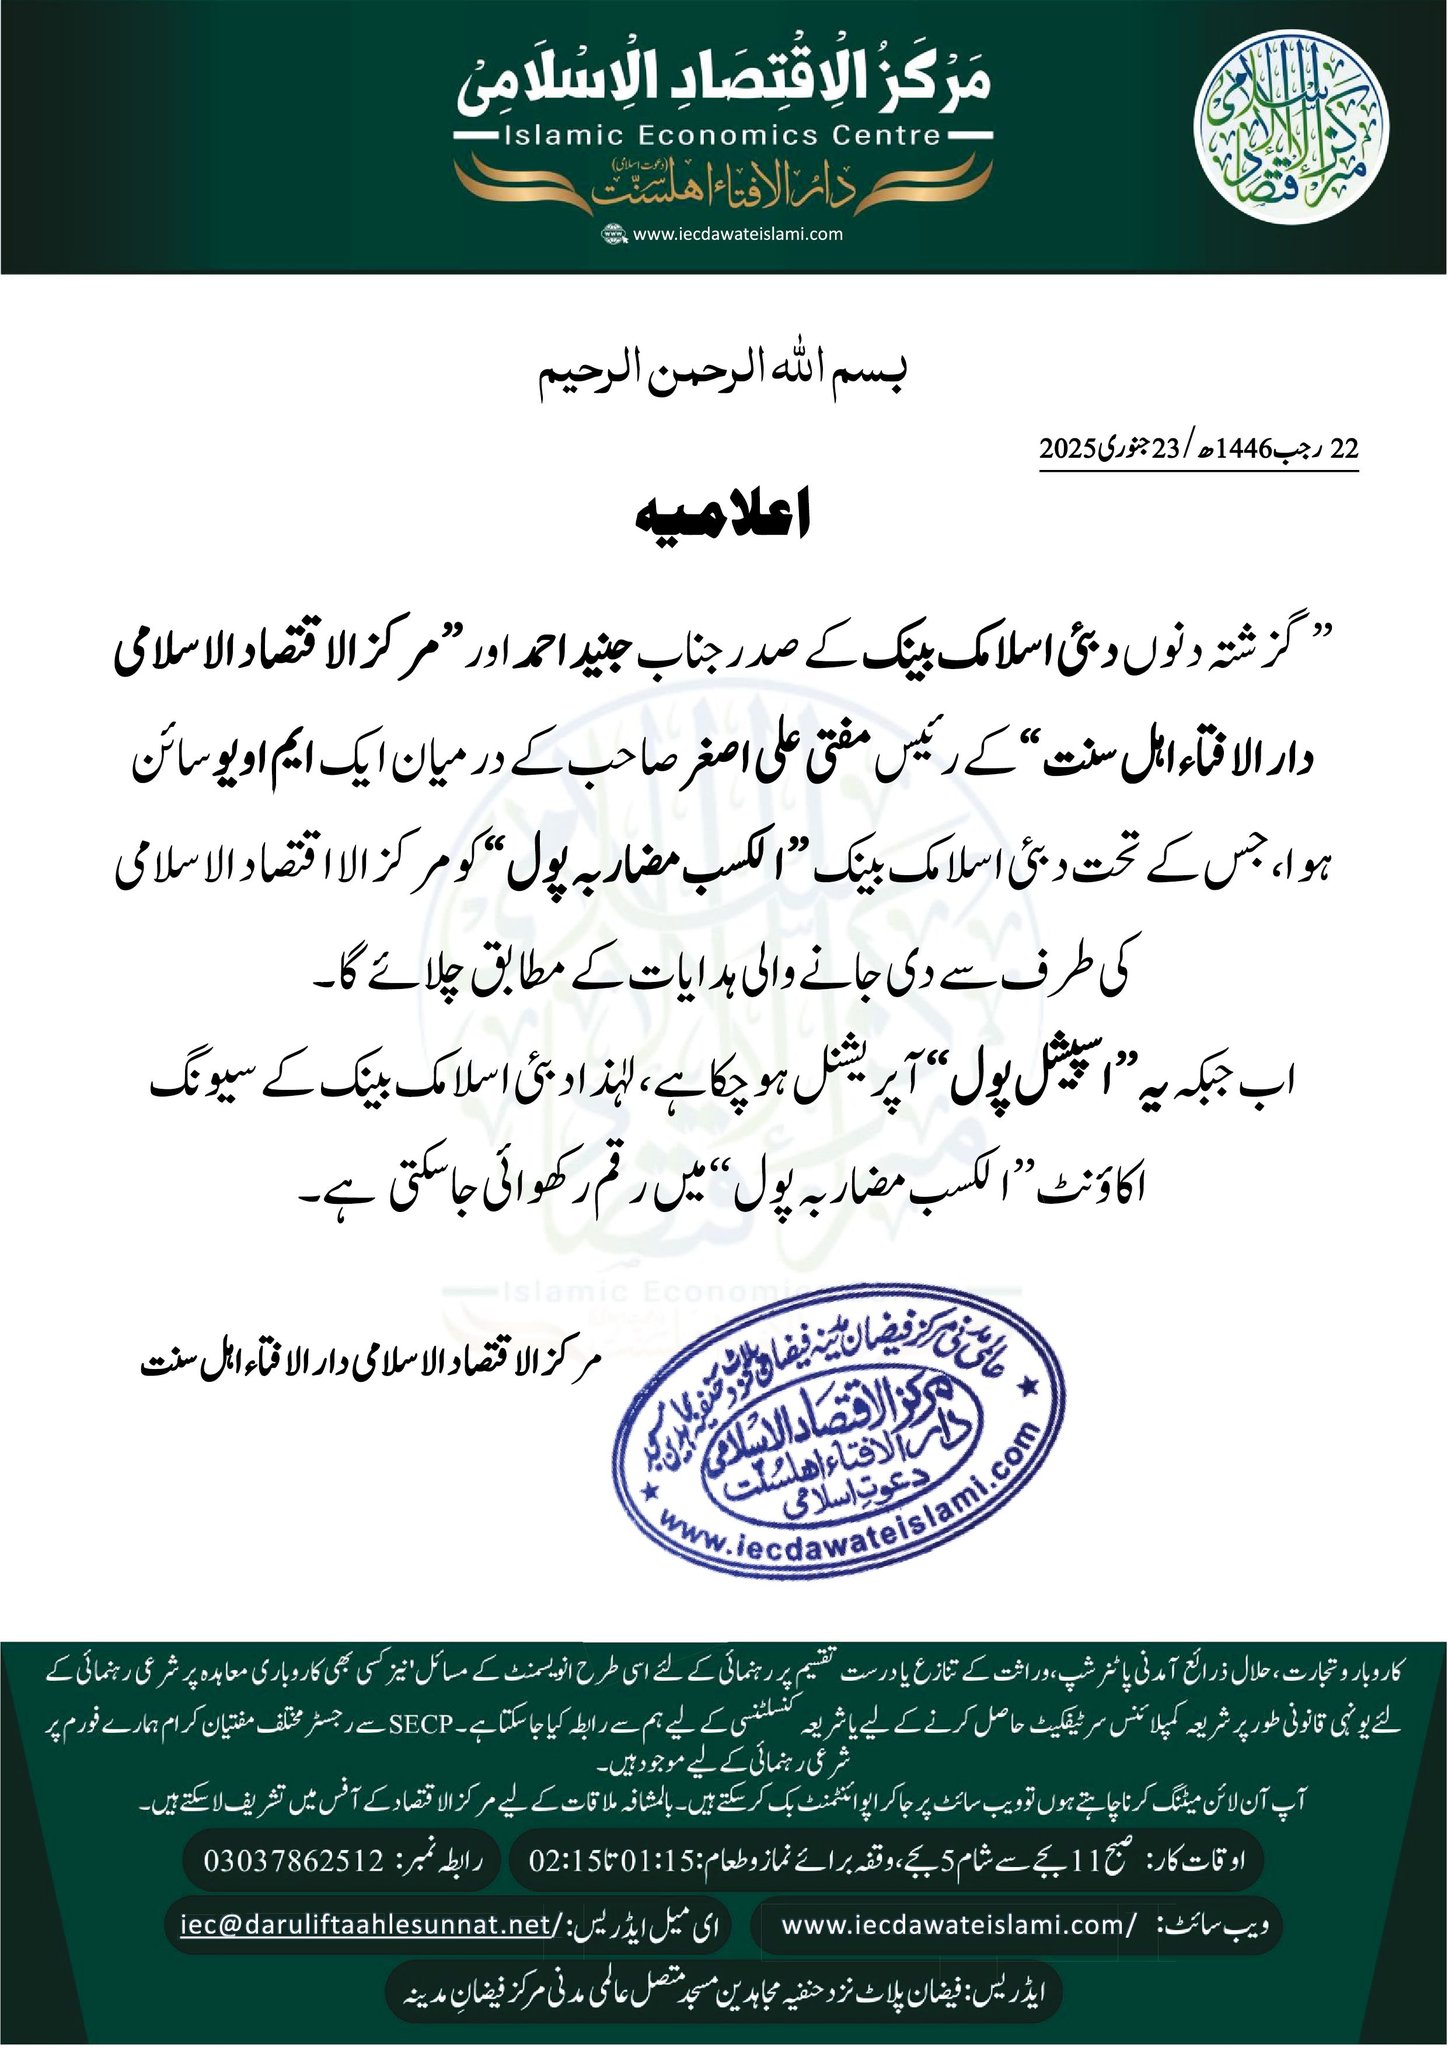 مَرْكَزُ الْاِقْتِصَادِ الْاِسْلَامِی
Islamic Economics Centre
دارُ الافتاء اھلسنّت (دعوت اسلامی)
www.iecdawateislami.com
مرکز الاقتصاد الاسلامی
بسم اللہ الرحمن الرحیم
22 رجب 1446ھ/23 جنوری 2025
اعلامیہ
”گزشتہ دنوں دبئی اسلامک بینک کے صدر جناب جنید احمد اور ”مرکز الاقتصاد الاسلامی
دار الافتاء اہل سنت“ کے رئیس مفتی علی اصغر صاحب کے درمیان ایک ایم او یو سائن
ہوا، جس کے تحت دبئی اسلامک بینک ”الکسب مضاربہ پول“ کو مرکز الااقتصاد الاسلامی
کی طرف سے دی جانے والی ہدایات کے مطابق چلائے گا۔
اب جبکہ یہ ”اسپیشل پول“ آپریشنل ہو چکا ہے، لہٰذا دبئی اسلامک بینک کے سیونگ
اکاؤنٹ ”الکسب مضاربہ پول“ میں رقم رکھوائی جاسکتی ہے۔
Islamic Economics
مرکز الاقتصاد الاسلامی دار الافتاء اہل سنت
عالمی مدنی مرکز فیضان مدینہ فیضان پلاٹ نزد حنفیہ
مرکز الاقتصاد الاسلامی
دار الافتاء اھلسنّت
دعوت اسلامی
www.iecdawateislami.com
کاروبار و تجارت، حلال ذرائع آمدنی پاٹنر شپ، وراثت کے تنازع یا درست تقسیم پر رہنمائی کے لئے اسی طرح انویسمنٹ کے مسائل' نیز کسی بھی کاروباری معاہدہ پر شرعی رہنمائی کے
لئے یونہی قانونی طور پر شریعہ کمپلائنس سرٹیفکیٹ حاصل کرنے کے لیے یا شریعہ کنسلٹنسی کے لیے ہم سے رابطہ کیا جا سکتا ہے۔ SECP سے رجسٹر مختلف مفتیان کرام ہمارے فورم پر
شرعی رہنمائی کے لیے موجود ہیں۔
آپ آن لائن میٹنگ کرنا چاہتے ہوں تو ویب سائٹ پر جا کر اپوائنٹمنٹ بک کر سکتے ہیں۔ بالمشافہ ملاقات کے لیے مرکز الاقتصاد کے آفس میں تشریف لا سکتے ہیں۔
اوقات کار: صبح 11 بجے سے شام 5 بجے، وقفہ برائے نماز و طعام: 01:15 تا 02:15
رابطہ نمبر: 03037862512
ویب سائٹ: www.iecdawateislami.com/
ای میل ایڈریس: iec@daruliftaahlesunnat.net/
ایڈریس: فیضان پلاٹ نزد حنفیہ مجاہدین مسجد متصل عالمی مدنی مرکز فیضانِ مدینہ